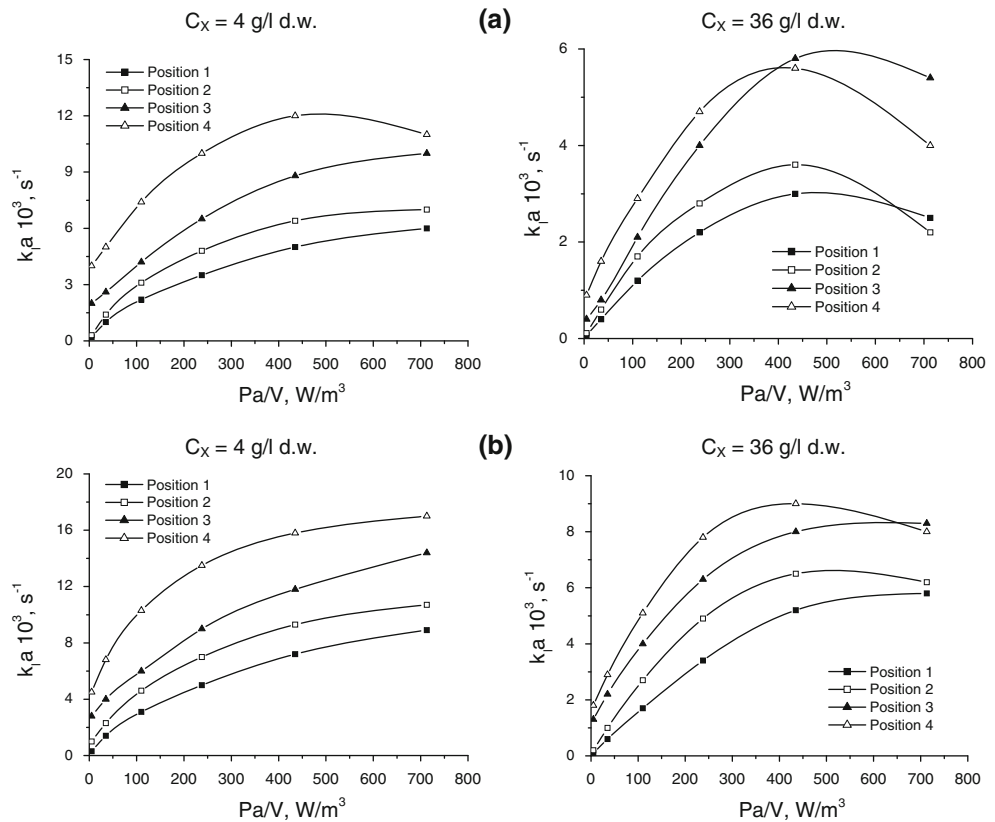 C_X = 4 g/l d.w.
(a)
C_X = 36 g/l d.w.
15
12
9
6
3
0
k_l a 10^3, s^-1
Position 1
Position 2
Position 3
Position 4
0 100 200 300 400 500 600 700 800
Pa/V, W/m^3
6
4
2
0
k_l a 10^3, s^-1
Position 1
Position 2
Position 3
Position 4
0 100 200 300 400 500 600 700 800
Pa/V, W/m^3
C_X = 4 g/l d.w.
(b)
C_X = 36 g/l d.w.
20
16
12
8
4
0
k_l a 10^3, s^-1
Position 1
Position 2
Position 3
Position 4
0 100 200 300 400 500 600 700 800
Pa/V, W/m^3
10
8
6
4
2
0
k_l a 10^3, s^-1
Position 1
Position 2
Position 3
Position 4
0 100 200 300 400 500 600 700 800
Pa/V, W/m^3